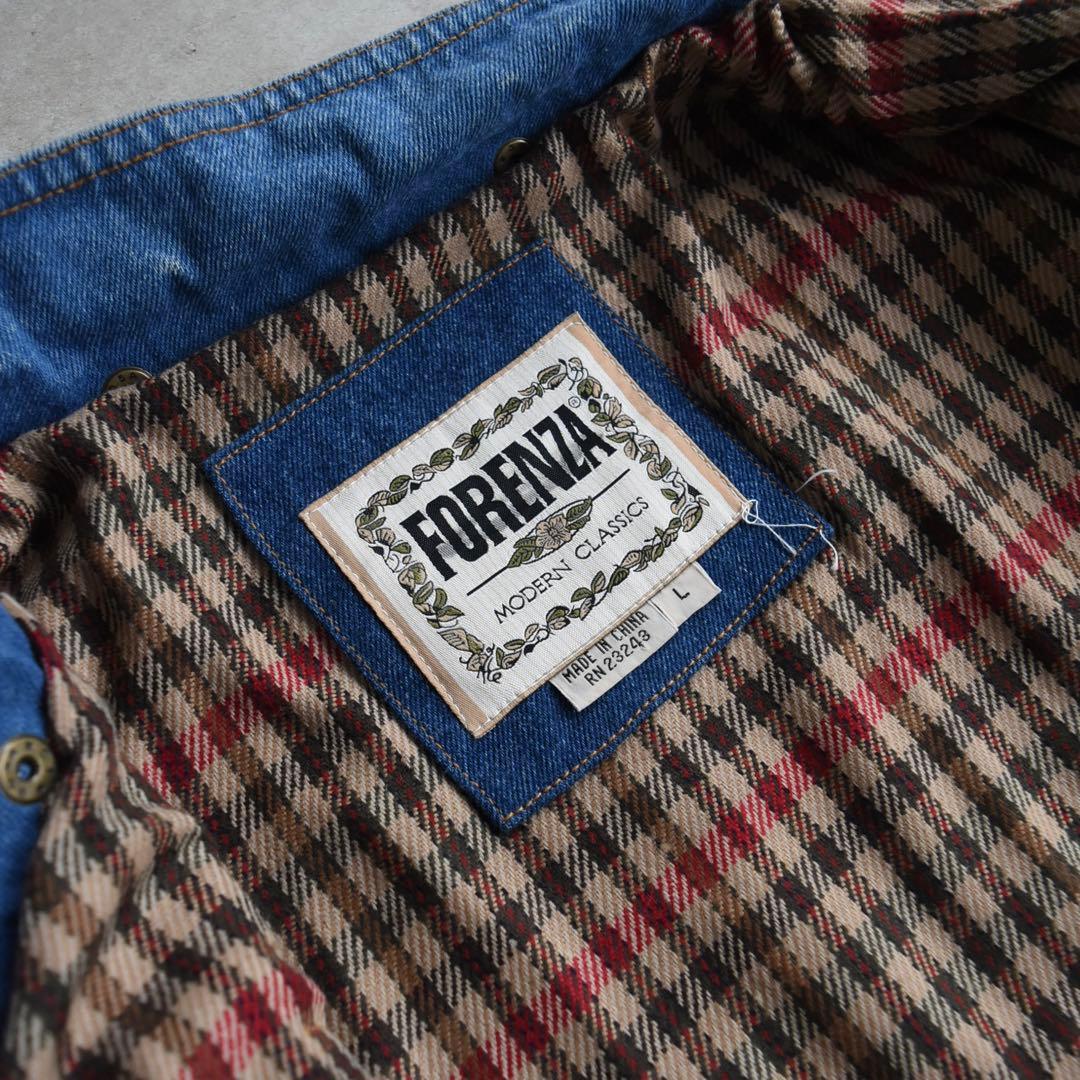 FORENZA®
MODERN CLASSICS
L
MADE IN CHINA
RN 23243